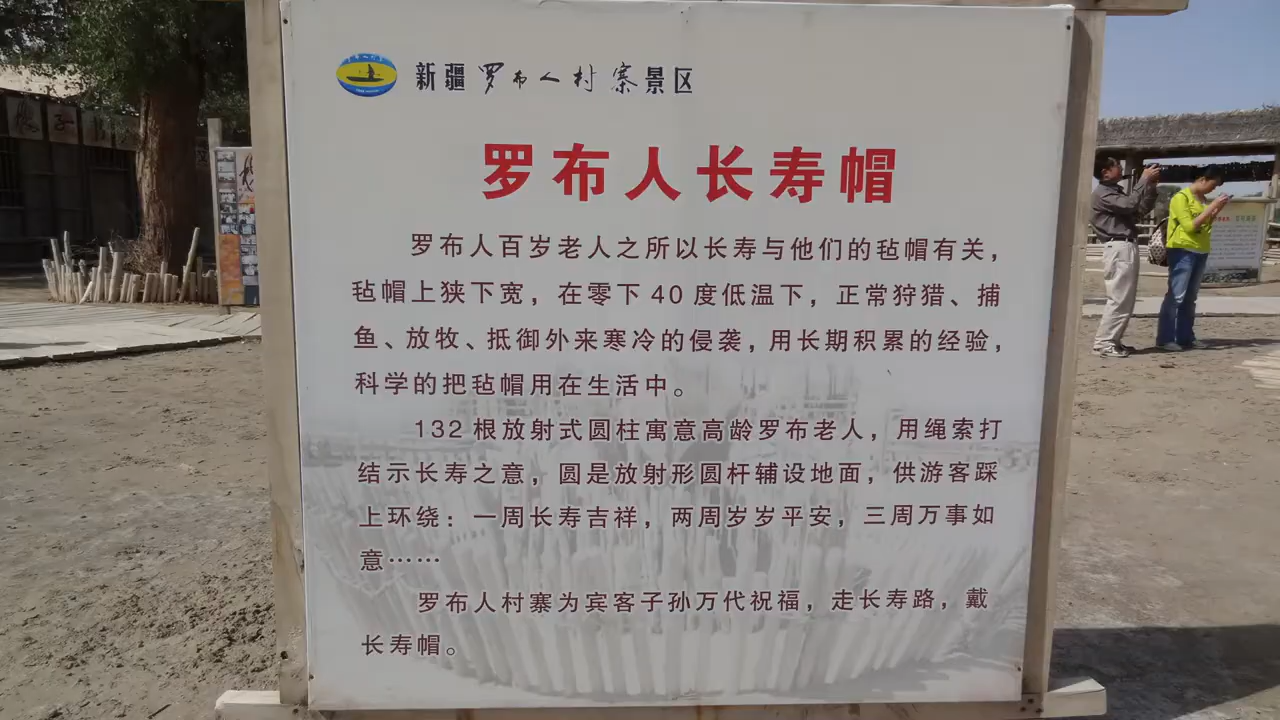 新疆罗布人村寨景区
罗布人长寿帽
罗布人百岁老人之所以长寿与他们的毡帽有关，
毡帽上狭下宽，在零下 40 度低温下，正常狩猎、捕
鱼、放牧、抵御外来寒冷的侵袭，用长期积累的经验，
科学的把毡帽用在生活中。
132 根放射式圆柱寓意高龄罗布老人，用绳索打
结示长寿之意，圆是放射形圆杆辅设地面，供游客踩
上环绕：一周长寿吉祥，两周岁岁平安，三周万事如
意……
罗布人村寨为宾客子孙万代祝福，走长寿路，戴
长寿帽。